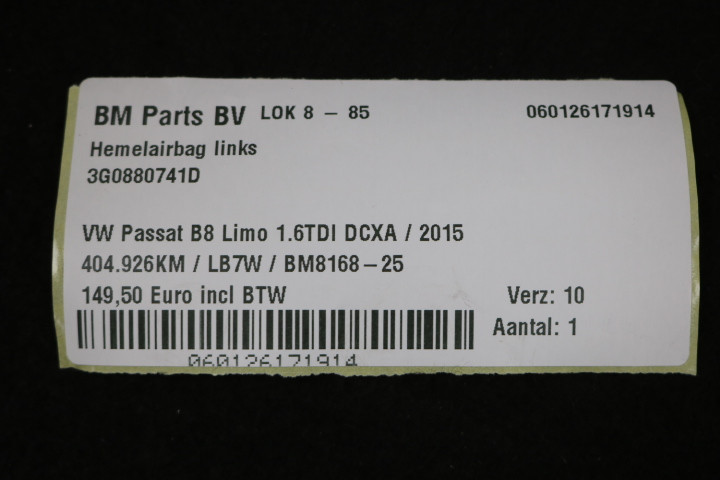 BM Parts BV LOK 8 - 85 060126171914
Hemelairbag links
3G0880741D
VW Passat B8 Limo 1.6TDI DCXA / 2015
404.926KM / LB7W / BM8168-25
149,50 Euro incl BTW Verz: 10
Aantal: 1
060126171914